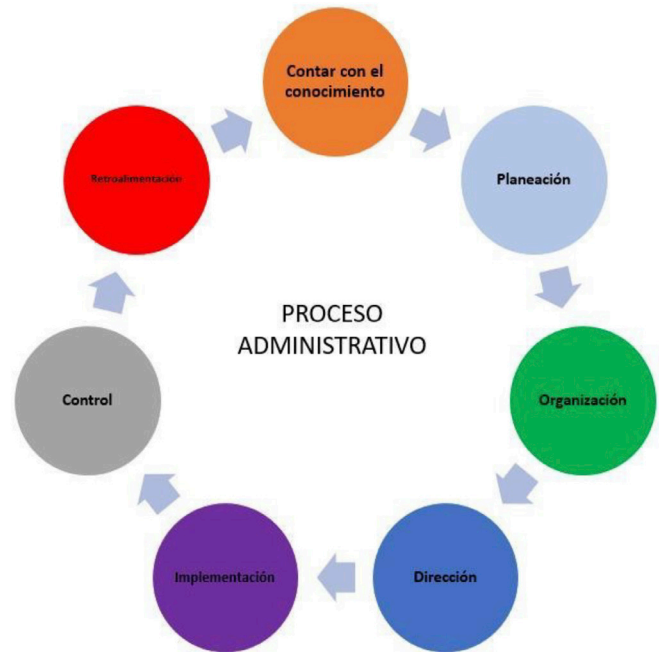 Contar con el
conocimiento
Planeación
Organización
Dirección
Implementación
Control
Retroalimentación
PROCESO
ADMINISTRATIVO